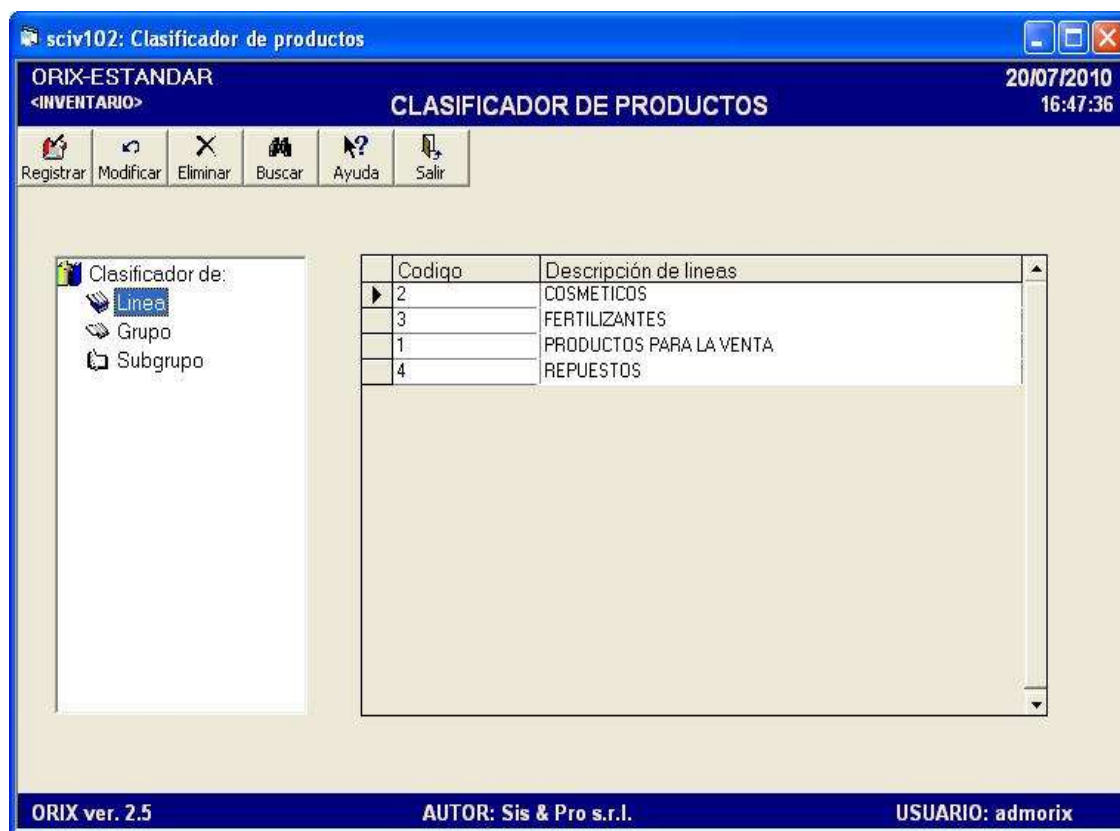 sciv102: Clasificador de productos
ORIX-ESTANDAR 20/07/2010
<INVENTARIO> CLASIFICADOR DE PRODUCTOS 16:47:36
Registrar Modificar Eliminar Buscar Ayuda Salir
Clasificador de:
Linea
Grupo
Subgrupo
Codigo Descripción de lineas
2 COSMETICOS
3 FERTILIZANTES
1 PRODUCTOS PARA LA VENTA
4 REPUESTOS
ORIX ver. 2.5 AUTOR: Sis & Pro s.r.l. USUARIO: admorix